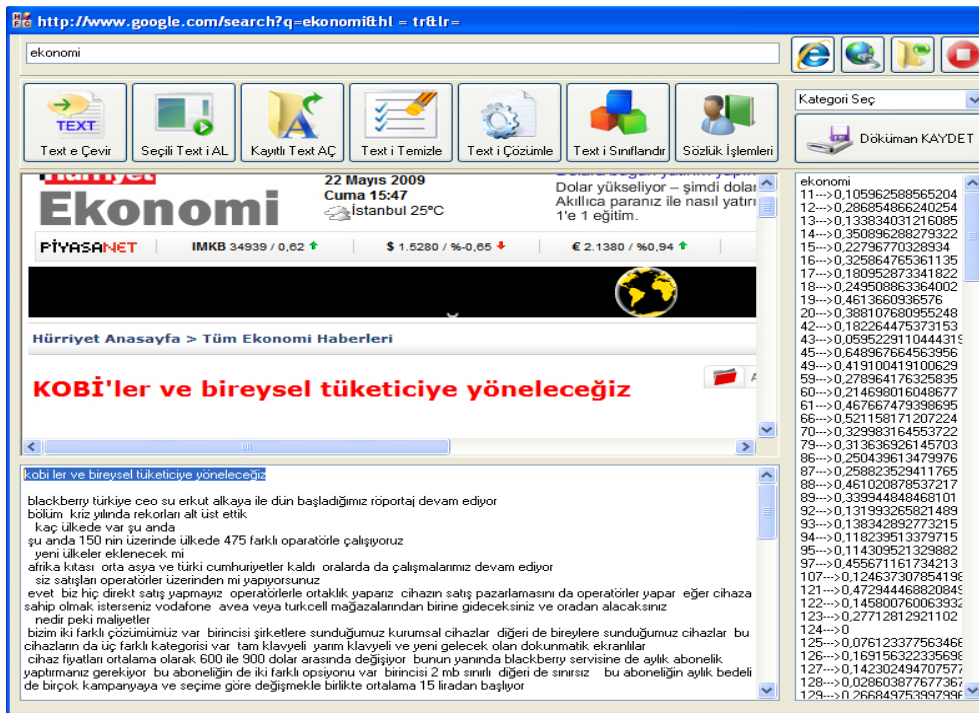 http://www.google.com/search?q=ekonomi&hl = tr&lr=
ekonomi
TEXT
Text e Çevir
Seçili Text i AL
Kayıtlı Text AÇ
Text i Temizle
Text i Çözümle
Text i Sınıflandır
Sözlük İşlemleri
Kategori Seç
Döküman KAYDET
Hürriyet
Ekonomi
22 Mayıs 2009
Cuma 15:47
İstanbul 25°C
Dolar yükseliyor – şimdi dolar
Akıllıca paranız ile nasıl yatırı
1'e 1 eğitim.
PİYASANET
IMKB 34939 / 0,62
$ 1.5280 / %-0,65
€ 2.1380 / %0,94
Hürriyet Anasayfa > Tüm Ekonomi Haberleri
KOBİ'ler ve bireysel tüketiciye yöneleceğiz
kobi ler ve bireysel tüketiciye yöneleceğiz
blackberry türkiye ceo su erkut alkaya ile dün başladığımız röportaj devam ediyor
bölüm kriz yılında rekorları alt üst ettik
kaç ülkede var şu anda
şu anda 150 nin üzerinde ülkede 475 farklı oparatörle çalışıyoruz
yeni ülkeler eklenecek mi
afrika kıtası orta asya ve türki cumhuriyetler kaldı oralarda da çalışmalarımız devam ediyor
siz satışları operatörler üzerinden mi yapıyorsunuz
evet biz hiç direkt satış yapmayız operatörlerle ortaklık yaparız cihazın satış pazarlamasını da operatörler yapar eğer cihaza
sahip olmak isterseniz vodafone avea veya turkcell mağazalarından birine gideceksiniz ve oradan alacaksınız
nedir peki maliyetler
bizim iki farklı çözümümüz var birincisi şirketlere sunduğumuz kurumsal cihazlar diğeri de bireylere sunduğumuz cihazlar bu
cihazların da üç farklı kategorisi var tam klavyeli yarım klavyeli ve yeni gelecek olan dokunmatik ekranlılar
cihaz fiyatları ortalama olarak 600 ile 900 dolar arasında değişiyor bunun yanında blackberry servisine de aylık abonelik
yaptırmanız gerekiyor bu aboneliğin de iki farklı opsiyonu var birincisi 2 mb sınırlı diğeri de sınırsız bu aboneliğin aylık bedeli
de birçok kampanyaya ve seçime göre değişmekle birlikte ortalama 15 liradan başlıyor
ekonomi
11--->0,105962588565204
12--->0,286854866240254
13--->0,133834031216085
14--->0,350896288279322
15--->0,22796770328934
16--->0,325864765361135
17--->0,180952873341822
18--->0,249508863364002
19--->0,4613660936576
20--->0,388107680955248
42--->0,182264475373153
43--->0,0595229110444319
45--->0,648967664563956
49--->0,419100419100629
59--->0,278964176325835
60--->0,214698016048677
61--->0,467667479398695
66--->0,521158171207224
70--->0,329983164553722
79--->0,313636926145703
86--->0,250439613479976
87--->0,258823529411765
88--->0,461020878537217
89--->0,339944848468101
92--->0,131993265821489
93--->0,138342892773215
94--->0,118239513379715
95--->0,114309521329882
97--->0,455671161734213
107--->0,124637307854198
121--->0,472944468820849
122--->0,145800760063932
123--->0,27712812921102
124--->0
125--->0,0761233775634
126--->0,169156322335698
127--->0,142302494707577
128--->0,028603877677367
129--->0,266849753997996